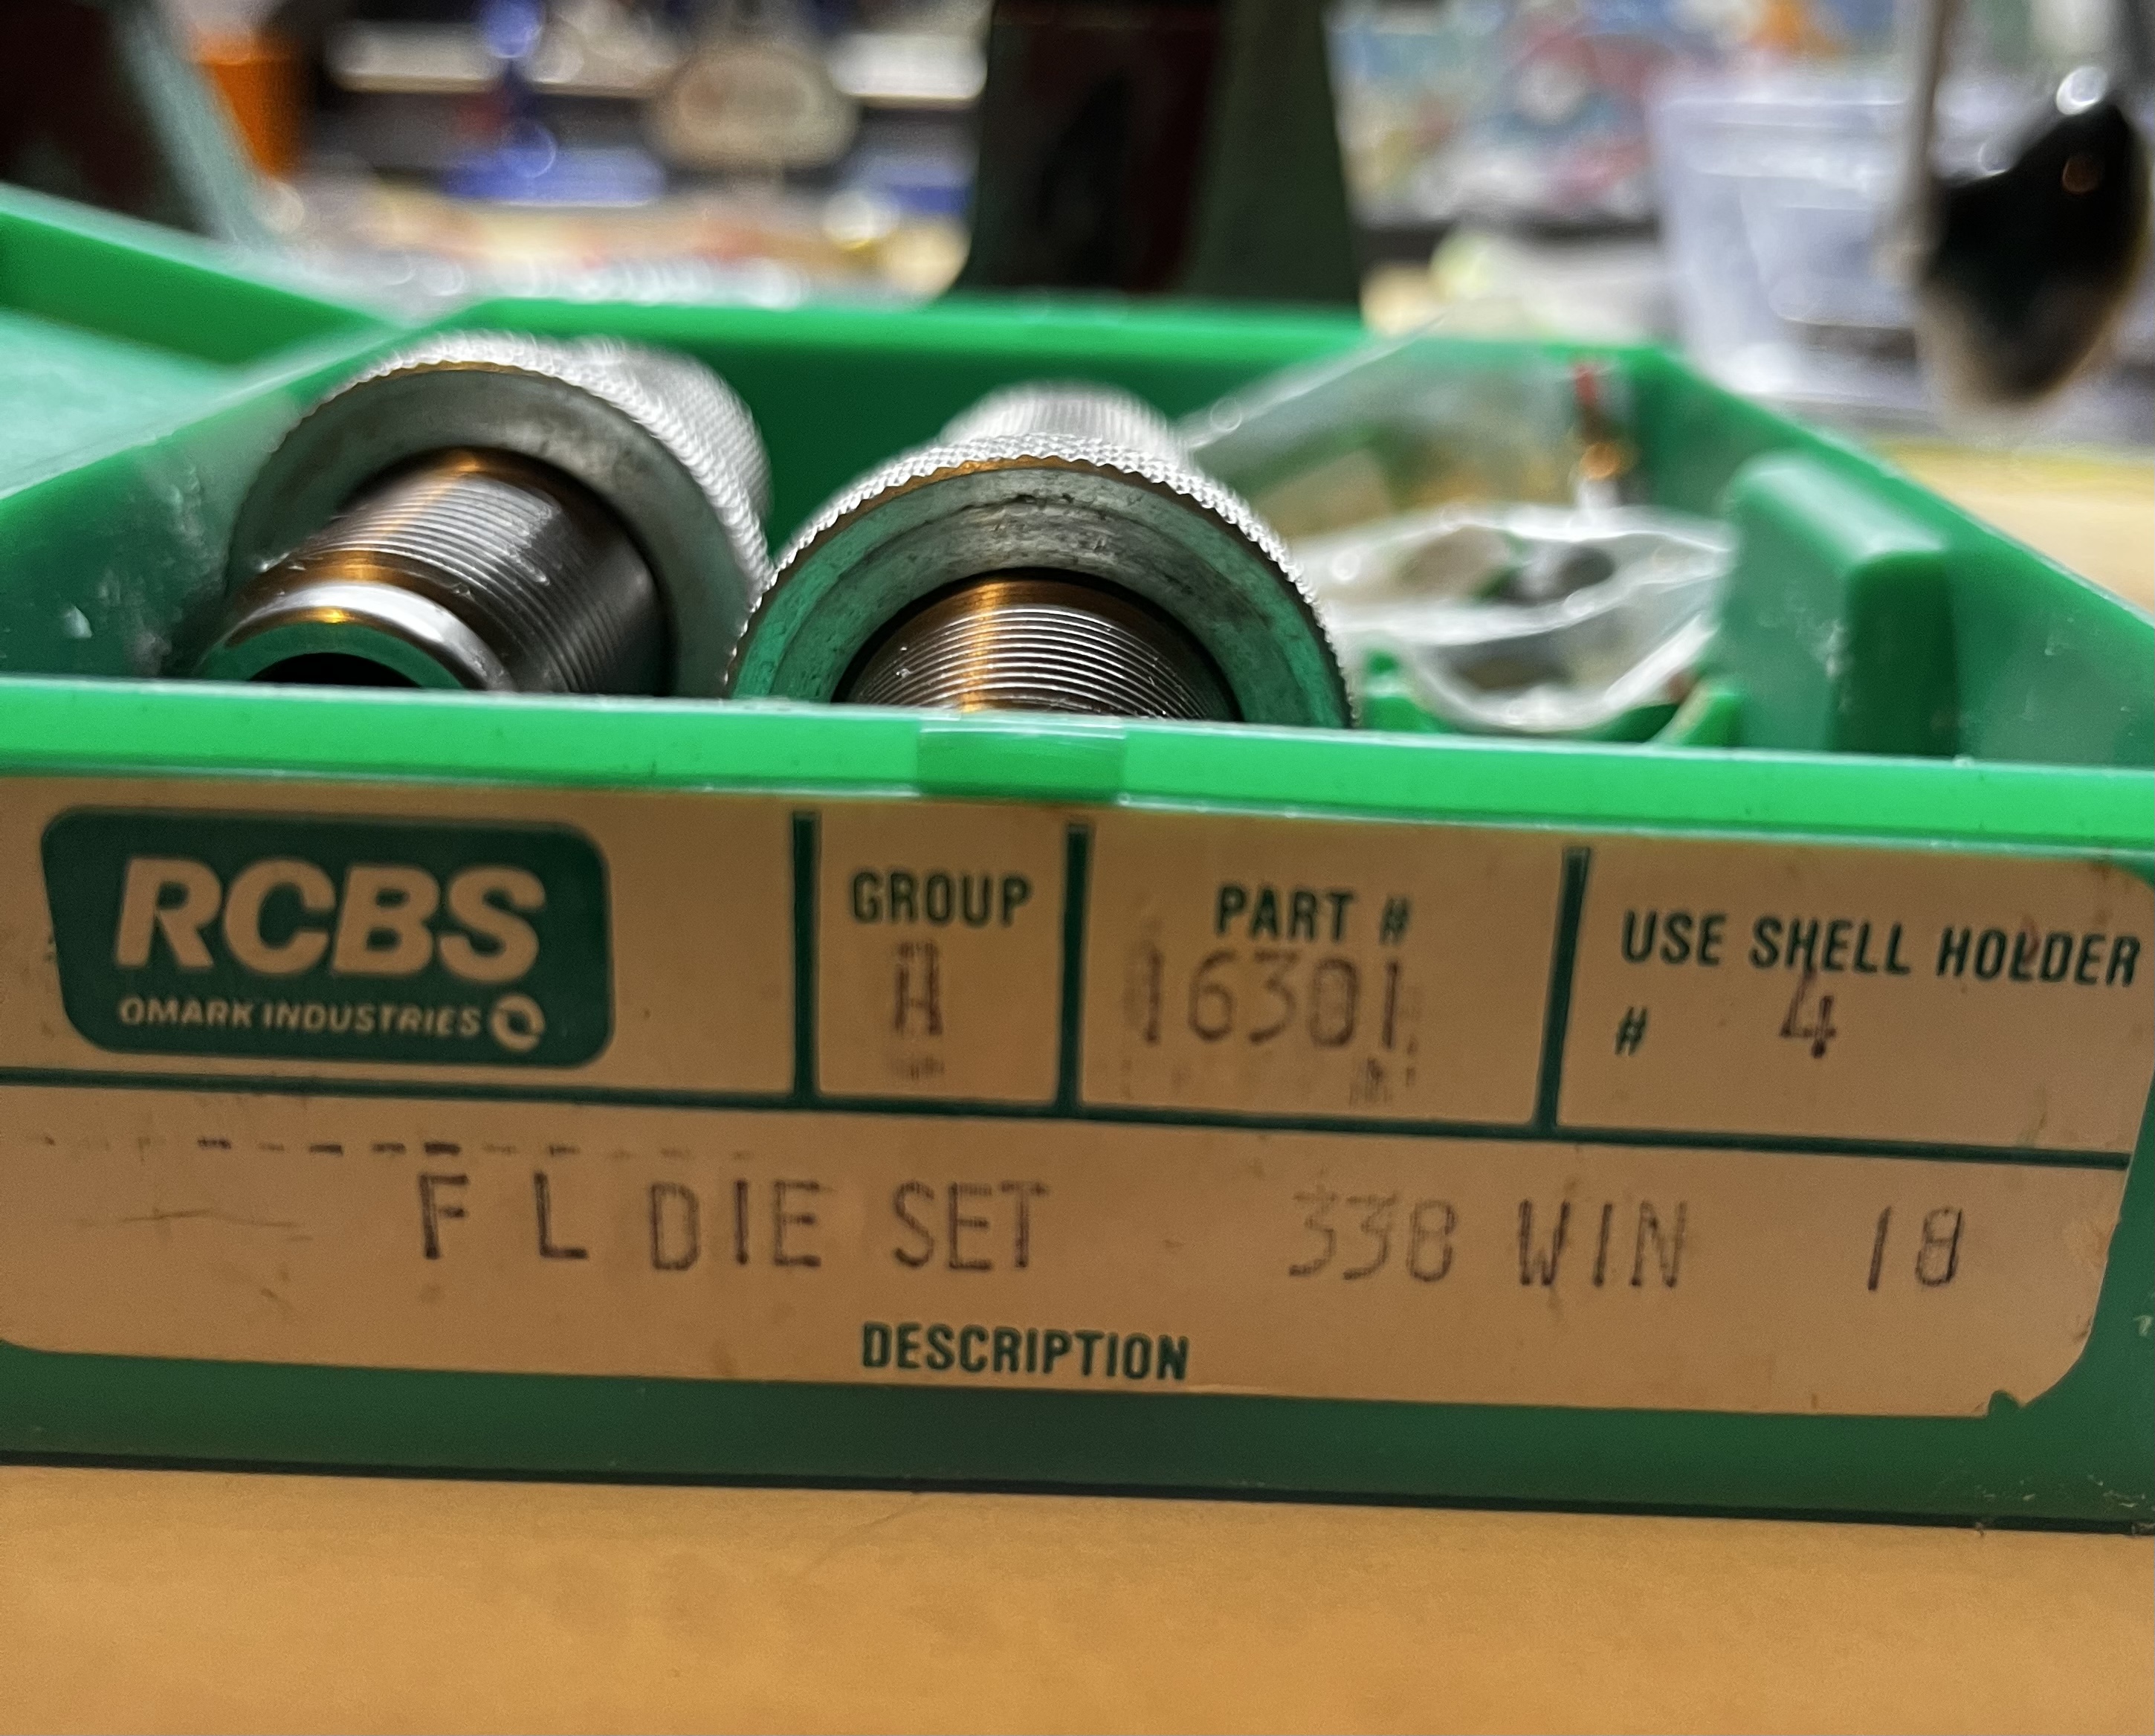 RCBS
OMARK INDUSTRIES
GROUP
A
PART #
16301
USE SHELL HOLDER
# 4
F L DIE SET 338 WIN 18
DESCRIPTION